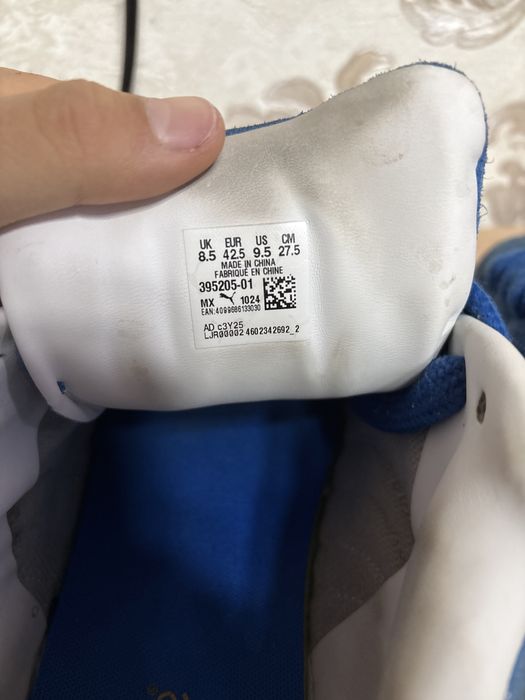 UK EUR US CM
8.5 42.5 9.5 27.5
MADE IN CHINA
FABRIQUÉ EN CHINE
395205-01
MX 1024
EAN:4099686133030
AD c3Y25
LJR00002 4602342692_2